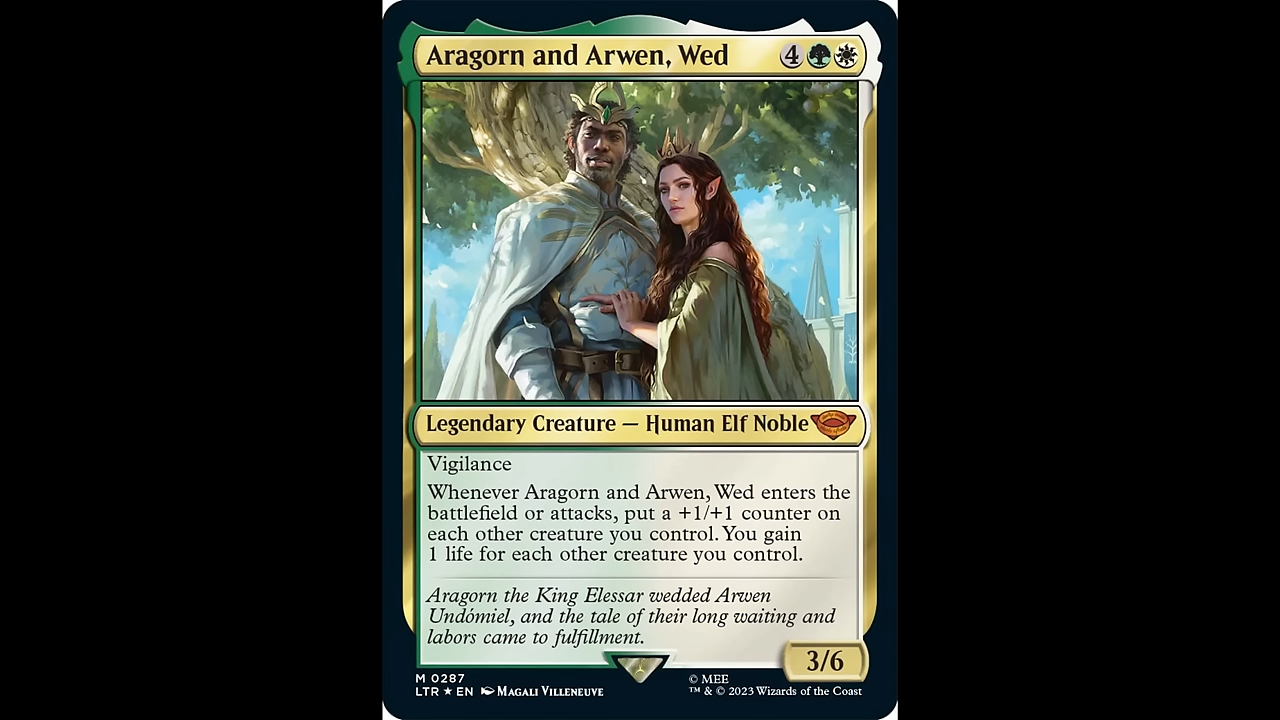 Aragorn and Arwen, Wed 4
Legendary Creature — Human Elf Noble
Vigilance
Whenever Aragorn and Arwen, Wed enters the
battlefield or attacks, put a +1/+1 counter on
each other creature you control. You gain
1 life for each other creature you control.
Aragorn the King Elessar wedded Arwen
Undómiel, and the tale of their long waiting and
labors came to fulfillment.
3/6
M 0287
LTR ★ EN Magali Villeneuve
© MEE
™ & © 2023 Wizards of the Coast